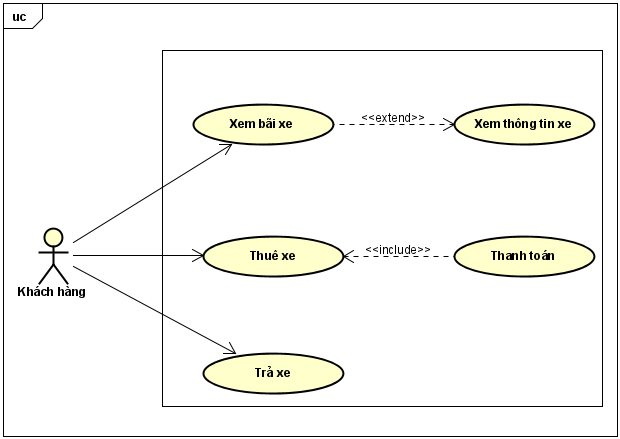 uc
Xem bãi xe
<<extend>>
Xem thông tin xe
Thuê xe
<<include>>
Thanh toán
Khách hàng
Trả xe